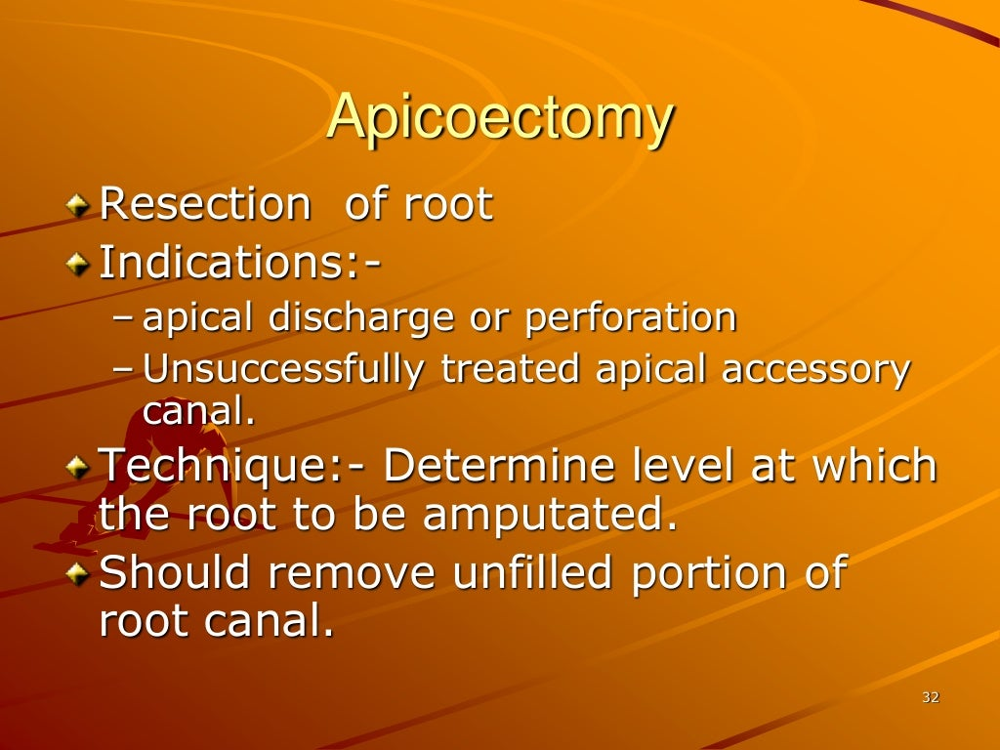 Apicoectomy
Resection  of root
Indications:-
– apical discharge or perforation
– Unsuccessfully treated apical accessory
canal.
Technique:- Determine level at which
the root to be amputated.
Should remove unfilled portion of
root canal.
32